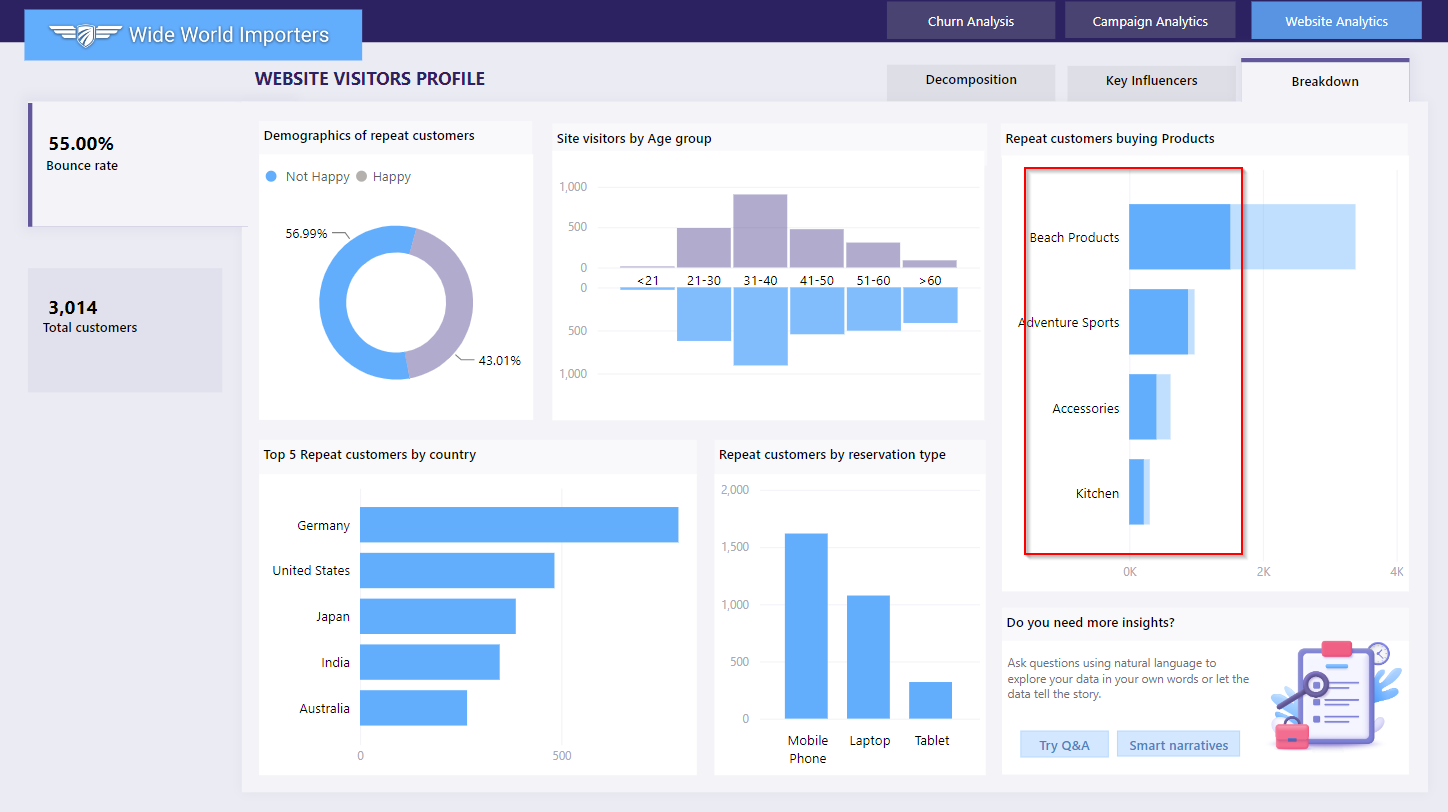 Wide World Importers
Churn Analysis
Campaign Analytics
Website Analytics
WEBSITE VISITORS PROFILE
Decomposition
Key Influencers
Breakdown
55.00%
Bounce rate
3,014
Total customers
Demographics of repeat customers
Not Happy
Happy
56.99%
43.01%
Site visitors by Age group
1,000
500
0
<21
21-30
31-40
41-50
51-60
>60
0
500
1,000
Repeat customers buying Products
Beach Products
Adventure Sports
Accessories
Kitchen
0K
2K
4K
Top 5 Repeat customers by country
Germany
United States
Japan
India
Australia
0
500
Repeat customers by reservation type
2,000
1,500
1,000
500
0
Mobile
Phone
Laptop
Tablet
Do you need more insights?
Ask questions using natural language to
explore your data in your own words or let the
data tell the story.
Try Q&A
Smart narratives